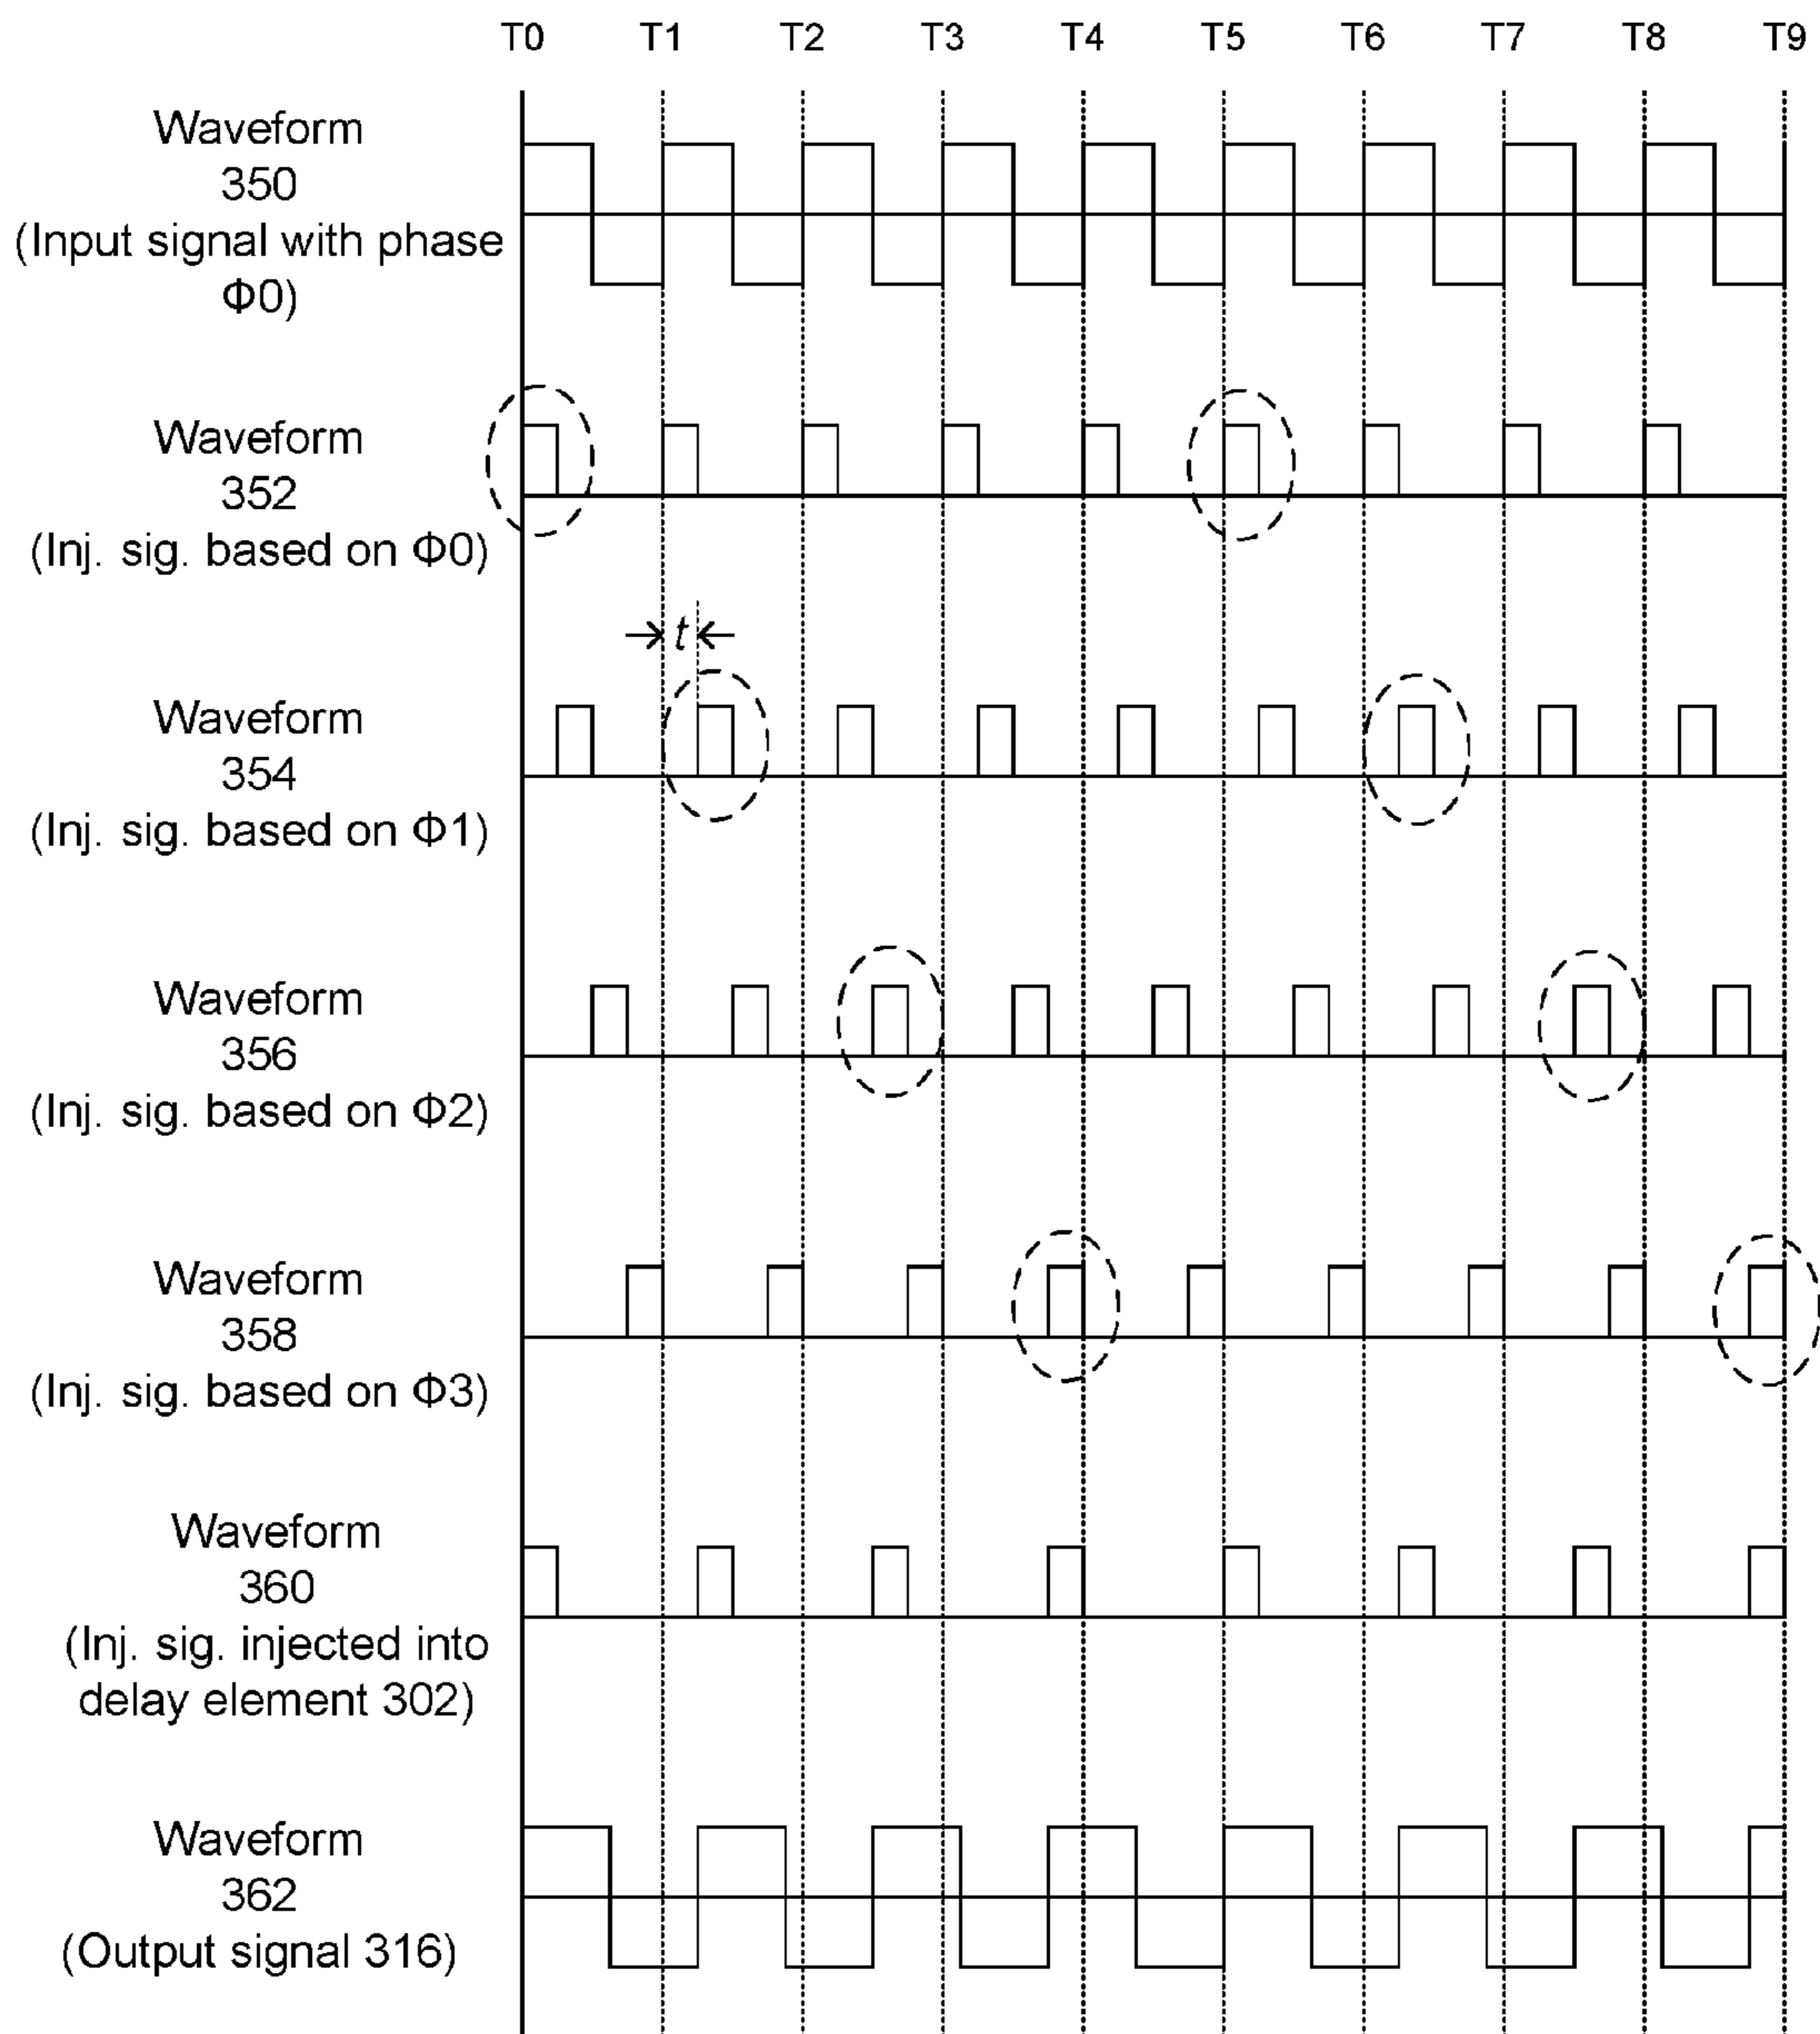 T0 T1 T2 T3 T4 T5 T6 T7 T8 T9
Waveform
350
(Input signal with phase
Φ0)
Waveform
352
(Inj. sig. based on Φ0)
t
Waveform
354
(Inj. sig. based on Φ1)
Waveform
356
(Inj. sig. based on Φ2)
Waveform
358
(Inj. sig. based on Φ3)
Waveform
360
(Inj. sig. injected into
delay element 302)
Waveform
362
(Output signal 316)